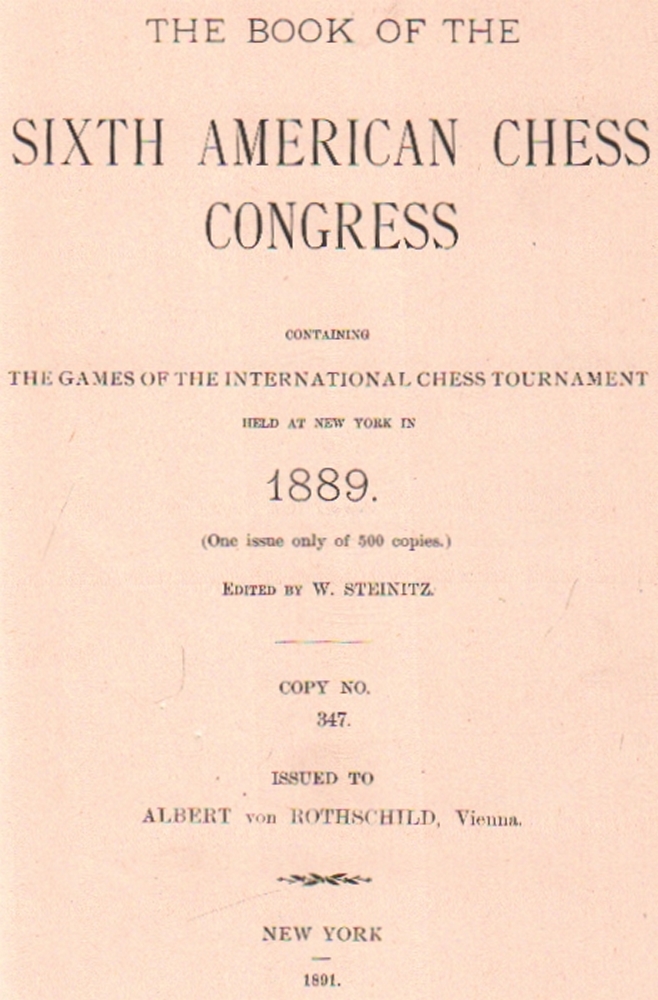 THE BOOK OF THE
SIXTH AMERICAN CHESS
CONGRESS
CONTAINING
THE GAMES OF THE INTERNATIONAL CHESS TOURNAMENT
HELD AT NEW YORK IN
1889.
(One issue only of 500 copies.)
EDITED BY W. STEINITZ.
COPY NO.
347.
ISSUED TO
ALBERT von ROTHSCHILD, Vienna.
NEW YORK
1891.